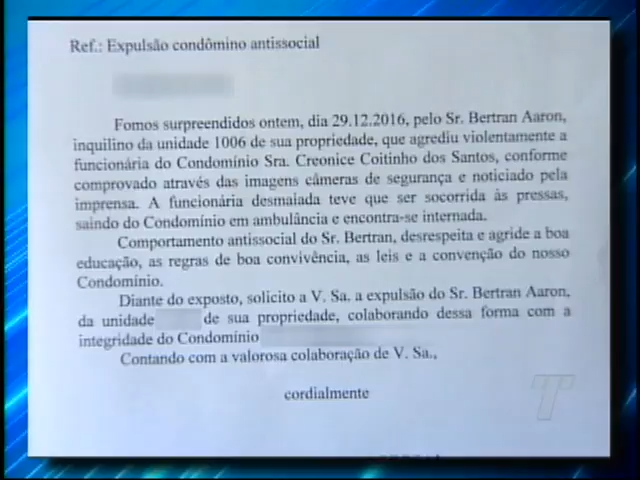 Ref.: Expulsão condômino antissocial
Fomos surpreendidos ontem, dia 29.12.2016, pelo Sr. Bertran Aaron,
inquilino da unidade 1006 de sua propriedade, que agrediu violentamente a
funcionária do Condomínio Sra. Creonice Coitinho dos Santos, conforme
comprovado através das imagens câmeras de segurança e noticiado pela
imprensa. A funcionária desmaiada teve que ser socorrida às pressas,
saindo do Condomínio em ambulância e encontra-se internada.
Comportamento antissocial do Sr. Bertran, desrespeita e agride a boa
educação, as regras de boa convivência, as leis e a convenção do nosso
Condomínio.
Diante do exposto, solicito a V. Sa. a expulsão do Sr. Bertran Aaron,
da unidade de sua propriedade, colaborando dessa forma com a
integridade do Condomínio
Contando com a valorosa colaboração de V. Sa.,
cordialmente